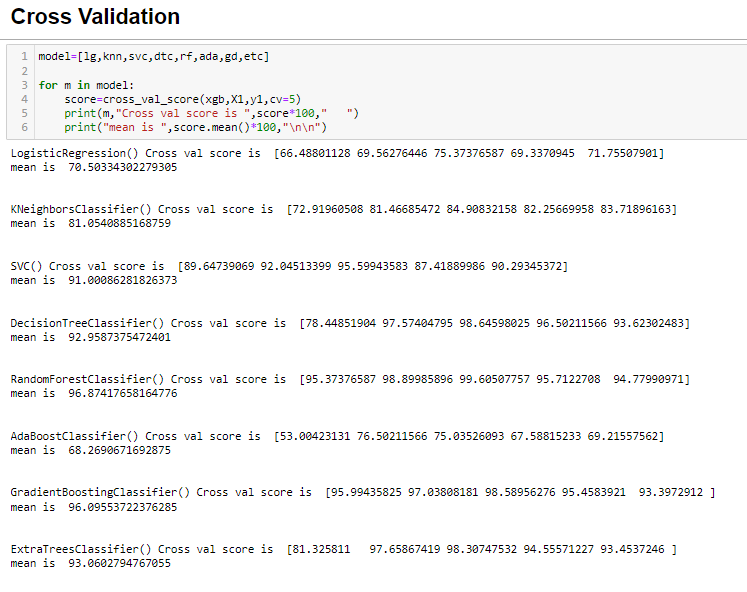 Cross Validation
1 model=[lg,knn,svc,dtc,rf,ada,gd,etc]
2
3 for m in model:
4     score=cross_val_score(xgb,X1,y1,cv=5)
5     print(m,"Cross val score is ",score*100,"   ")
6     print("mean is ",score.mean()*100,"\n\n")
LogisticRegression() Cross val score is  [66.48801128 69.56276446 75.37376587 69.3370945  71.75507901]
mean is  70.50334302279305
KNeighborsClassifier() Cross val score is  [72.91960508 81.46685472 84.90832158 82.25669958 83.71896163]
mean is  81.0540885168759
SVC() Cross val score is  [89.64739069 92.04513399 95.59943583 87.41889986 90.29345372]
mean is  91.00086281826373
DecisionTreeClassifier() Cross val score is  [78.44851904 97.57404795 98.64598025 96.50211566 93.62302483]
mean is  92.9587375472401
RandomForestClassifier() Cross val score is  [95.37376587 98.89985896 99.60507757 95.7122708  94.77990971]
mean is  96.87417658164776
AdaBoostClassifier() Cross val score is  [53.00423131 76.50211566 75.03526093 67.58815233 69.21557562]
mean is  68.2690671692875
GradientBoostingClassifier() Cross val score is  [95.99435825 97.03808181 98.58956276 95.4583921  93.3972912 ]
mean is  96.09553722376285
ExtraTreesClassifier() Cross val score is  [81.325811   97.65867419 98.30747532 94.55571227 93.4537246 ]
mean is  93.0602794767055